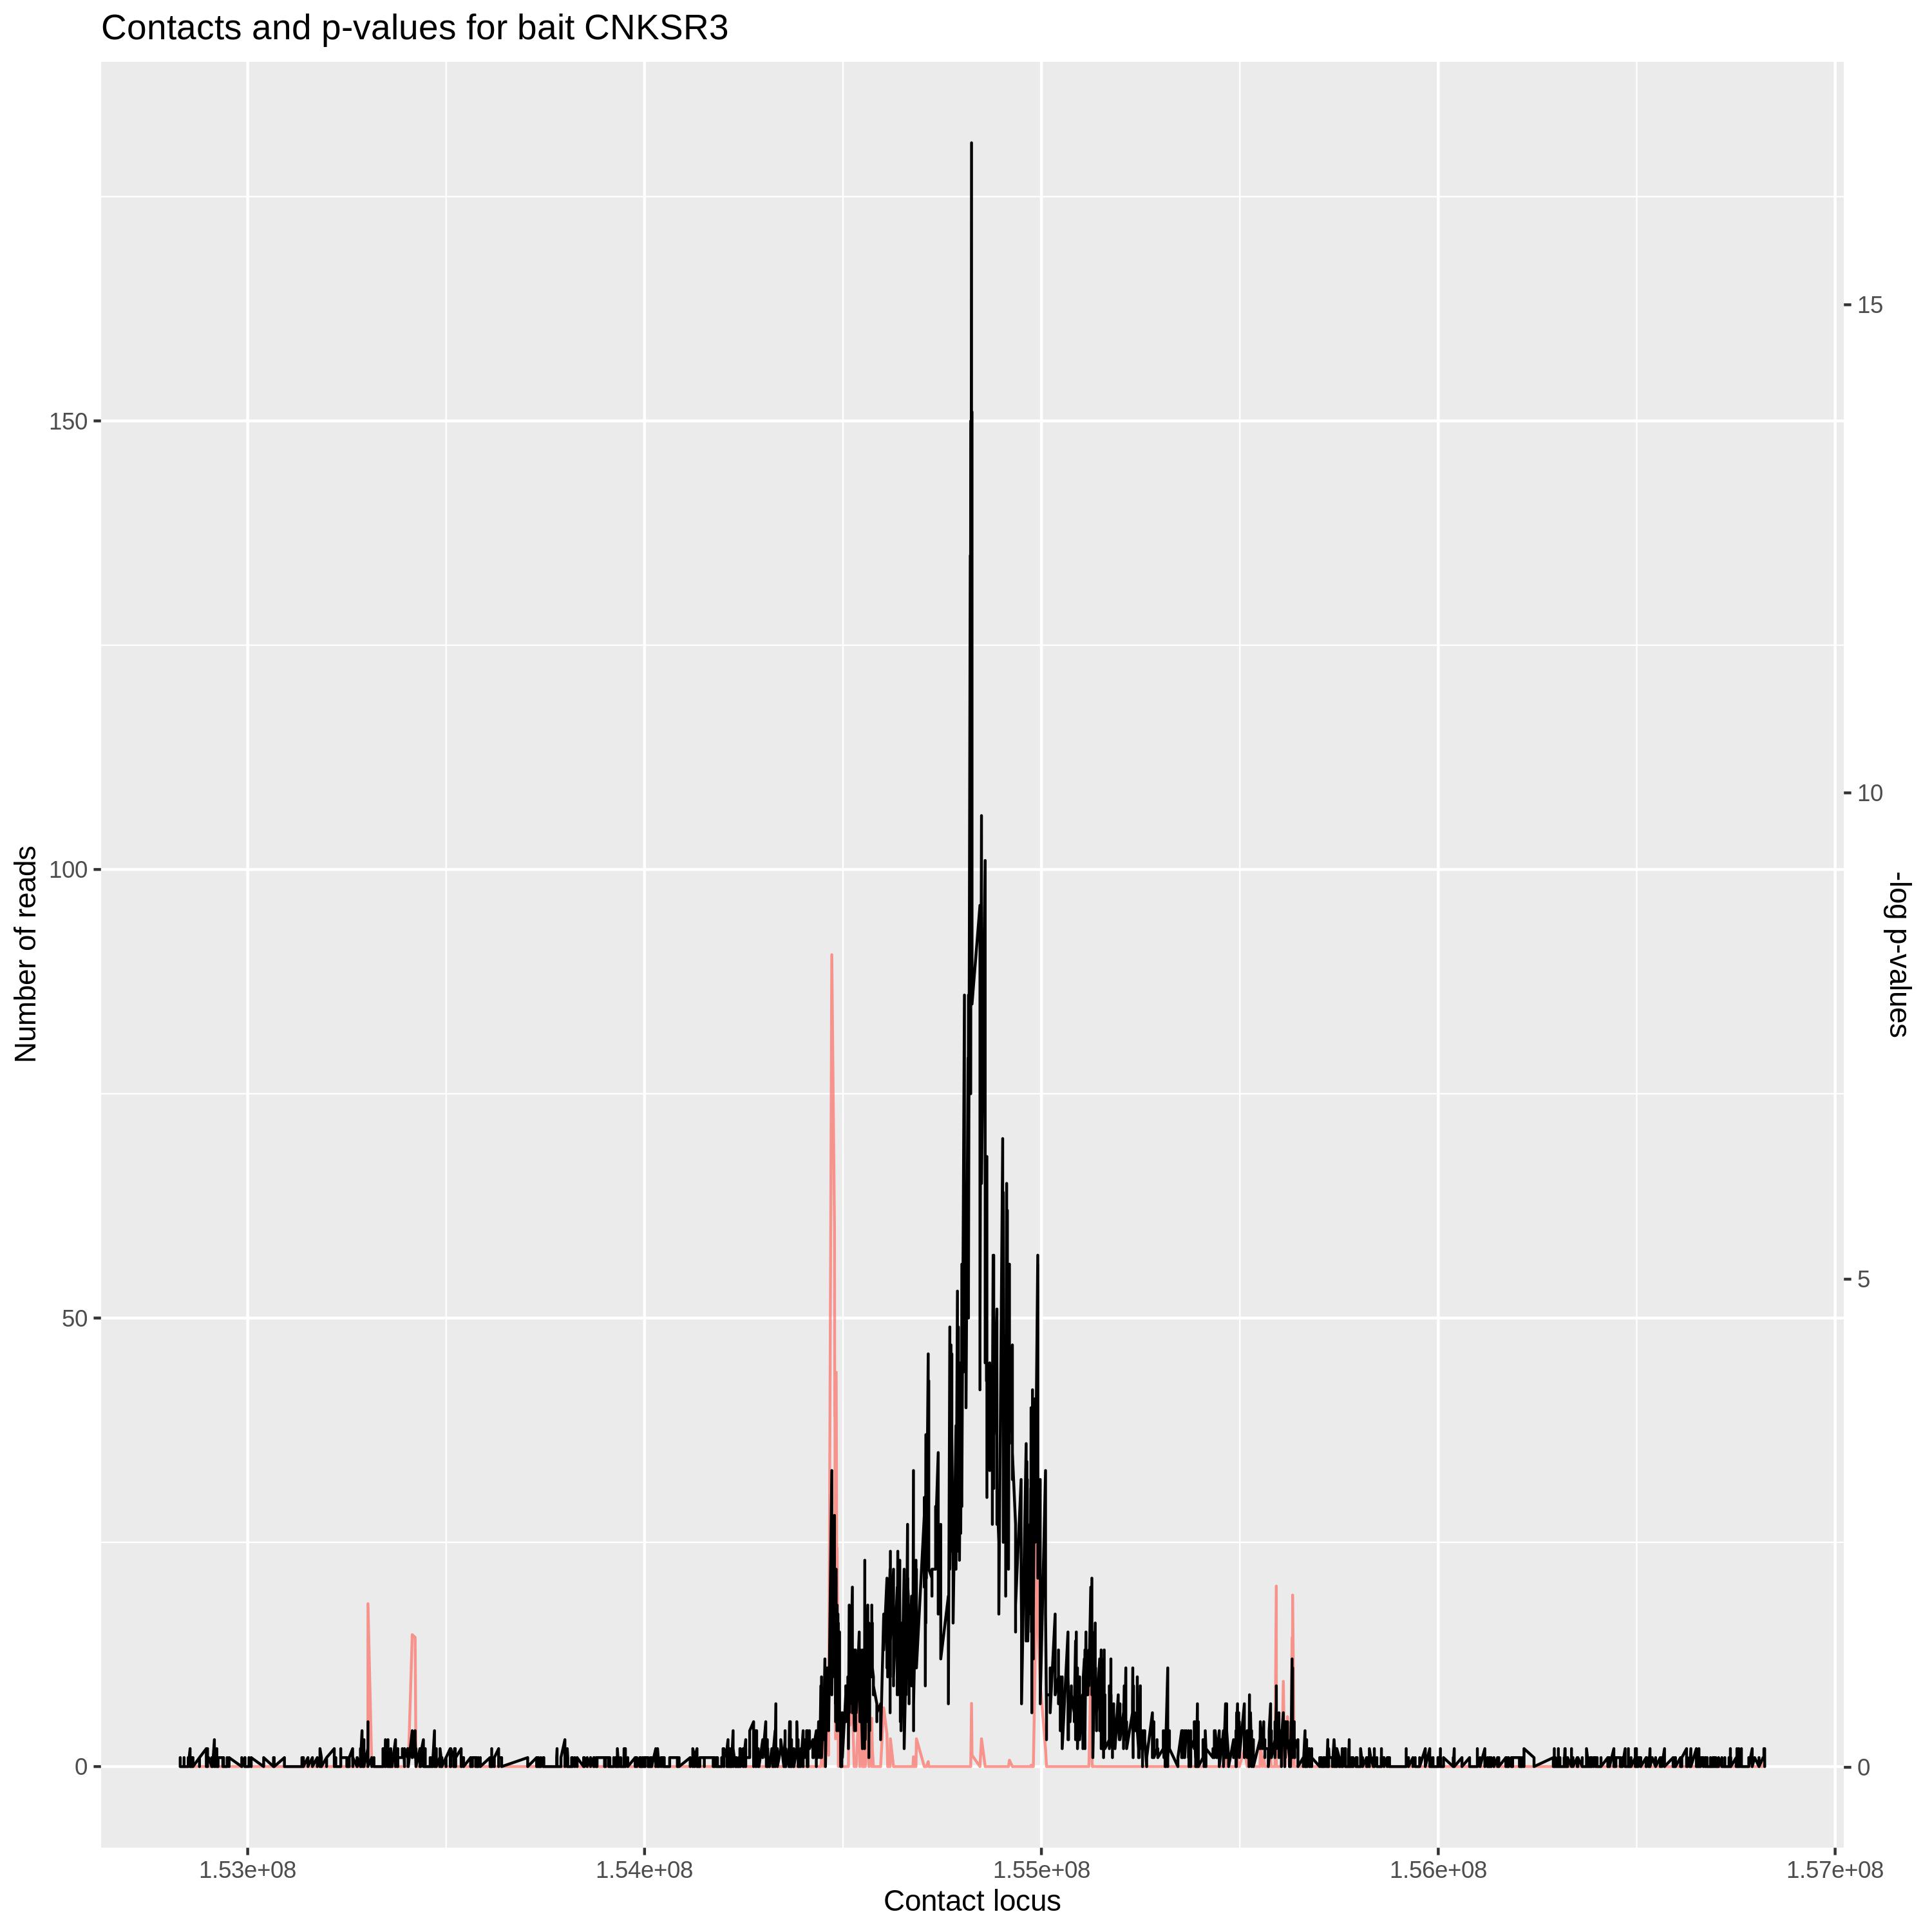 Contacts and p-values for bait CNKSR3
Number of reads
150
100
50
0
15
10
5
0
-log p-values
1.53e+08
1.54e+08
1.55e+08
1.56e+08
1.57e+08
Contact locus